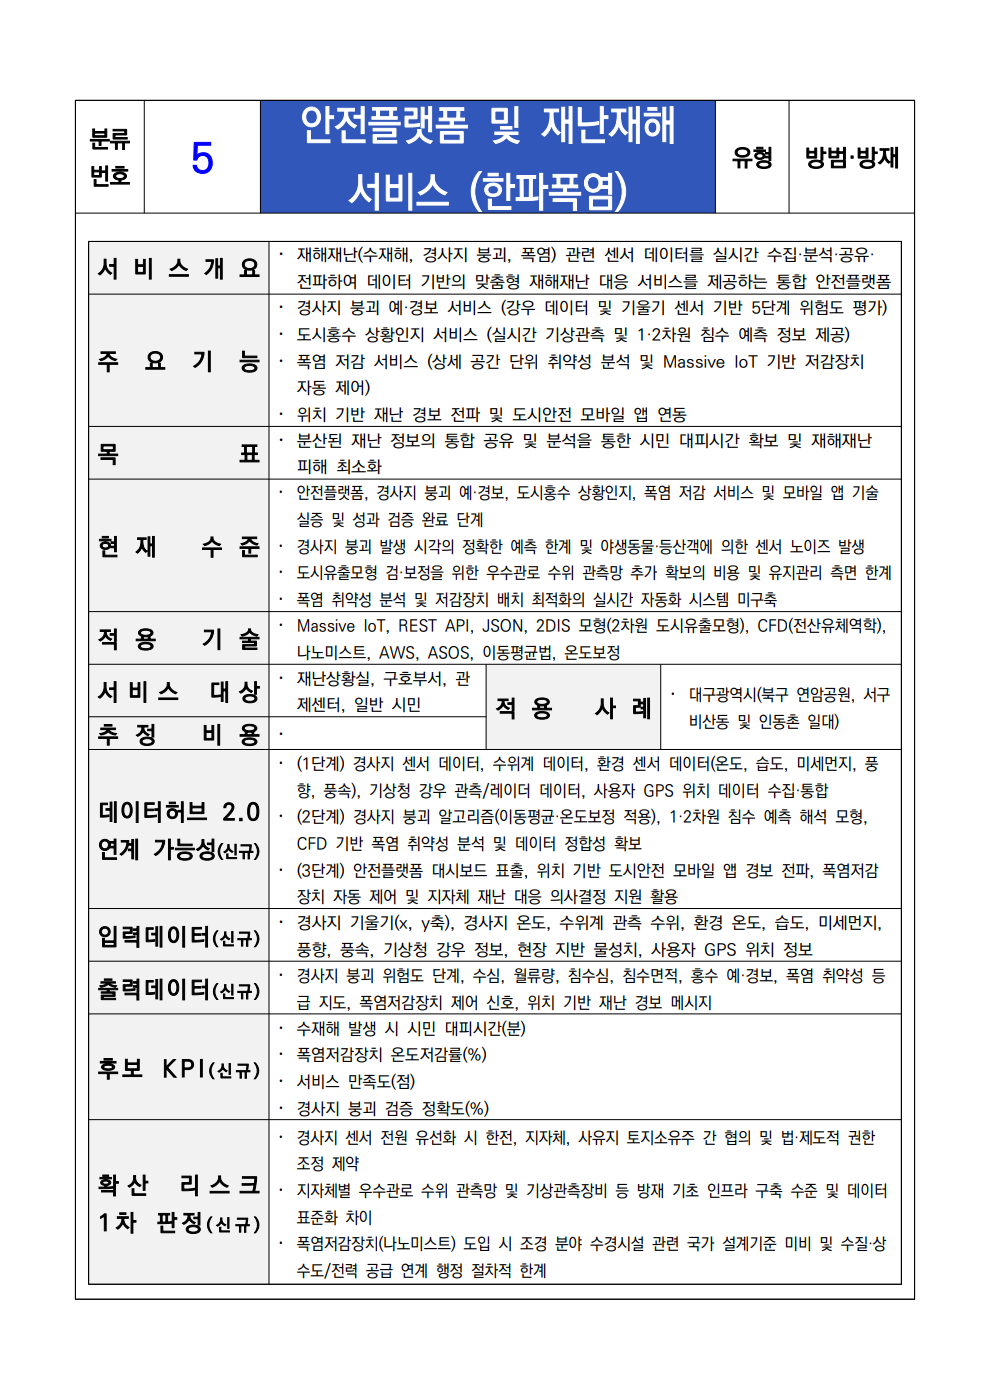 분류
번호
5
안전플랫폼 및 재난재해
서비스 (한파폭염)
유형
방범·방재
서비스개요
· 재해재난(수재해, 경사지 붕괴, 폭염) 관련 센서 데이터를 실시간 수집·분석·공유·
전파하여 데이터 기반의 맞춤형 재해재난 대응 서비스를 제공하는 통합 안전플랫폼
주요기능
· 경사지 붕괴 예·경보 서비스 (강우 데이터 및 기울기 센서 기반 5단계 위험도 평가)
· 도시홍수 상황인지 서비스 (실시간 기상관측 및 1·2차원 침수 예측 정보 제공)
· 폭염 저감 서비스 (상세 공간 단위 취약성 분석 및 Massive IoT 기반 저감장치
자동 제어)
· 위치 기반 재난 경보 전파 및 도시안전 모바일 앱 연동
목표
· 분산된 재난 정보의 통합 공유 및 분석을 통한 시민 대피시간 확보 및 재해재난
피해 최소화
현재 수준
· 안전플랫폼, 경사지 붕괴 예·경보, 도시홍수 상황인지, 폭염 저감 서비스 및 모바일 앱 기술
실증 및 성과 검증 완료 단계
· 경사지 붕괴 발생 시각의 정확한 예측 한계 및 야생동물·등산객에 의한 센서 노이즈 발생
· 도시유출모형 검·보정을 위한 우수관로 수위 관측망 추가 확보의 비용 및 유지관리 측면 한계
· 폭염 취약성 분석 및 저감장치 배치 최적화의 실시간 자동화 시스템 미구축
적용 기술
· Massive IoT, REST API, JSON, 2DIS 모형(2차원 도시유출모형), CFD(전산유체역학),
나노미스트, AWS, ASOS, 이동평균법, 온도보정
서비스 대상
· 재난상황실, 구호부서, 관
제센터, 일반 시민
적용 사례
· 대구광역시(북구 연암공원, 서구
비산동 및 인동촌 일대)
추정 비용
·
데이터허브 2.0
연계 가능성(신규)
· (1단계) 경사지 센서 데이터, 수위계 데이터, 환경 센서 데이터(온도, 습도, 미세먼지, 풍
향, 풍속), 기상청 강우 관측/레이더 데이터, 사용자 GPS 위치 데이터 수집·통합
· (2단계) 경사지 붕괴 알고리즘(이동평균·온도보정 적용), 1·2차원 침수 예측 해석 모형,
CFD 기반 폭염 취약성 분석 및 데이터 정합성 확보
· (3단계) 안전플랫폼 대시보드 표출, 위치 기반 도시안전 모바일 앱 경보 전파, 폭염저감
장치 자동 제어 및 지자체 재난 대응 의사결정 지원 활용
입력데이터(신규)
· 경사지 기울기(x, y축), 경사지 온도, 수위계 관측 수위, 환경 온도, 습도, 미세먼지,
풍향, 풍속, 기상청 강우 정보, 현장 지반 물성치, 사용자 GPS 위치 정보
출력데이터(신규)
· 경사지 붕괴 위험도 단계, 수심, 월류량, 침수심, 침수면적, 홍수 예·경보, 폭염 취약성 등
급 지도, 폭염저감장치 제어 신호, 위치 기반 재난 경보 메시지
후보 KPI(신규)
· 수재해 발생 시 시민 대피시간(분)
· 폭염저감장치 온도저감률(%)
· 서비스 만족도(점)
· 경사지 붕괴 검증 정확도(%)
확산 리스크
1차 판정(신규)
· 경사지 센서 전원 유선화 시 한전, 지자체, 사유지 토지소유주 간 협의 및 법·제도적 권한
조정 제약
· 지자체별 우수관로 수위 관측망 및 기상관측장비 등 방재 기초 인프라 구축 수준 및 데이터
표준화 차이
· 폭염저감장치(나노미스트) 도입 시 조경 분야 수경시설 관련 국가 설계기준 미비 및 수질·상
수도/전력 공급 연계 행정 절차적 한계